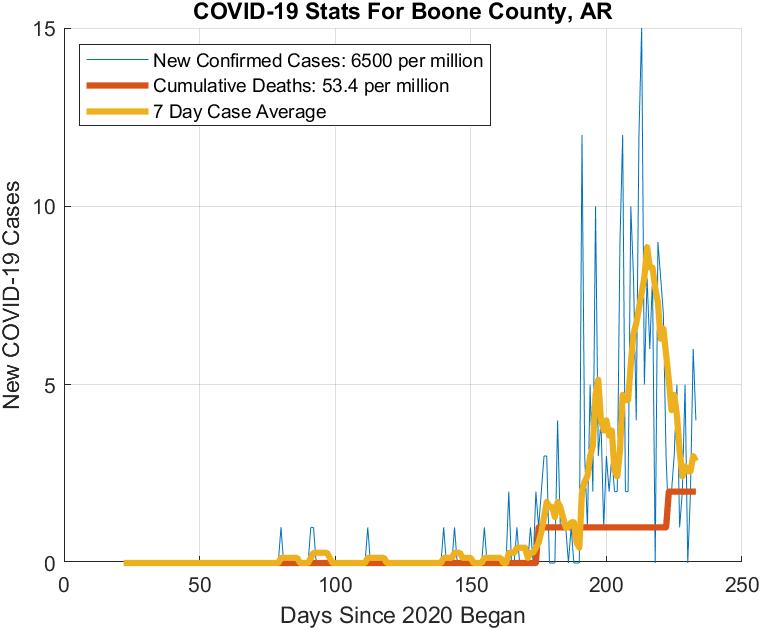 COVID-19 Stats For Boone County, AR
15
New Confirmed Cases: 6500 per million
Cumulative Deaths: 53.4 per million
7 Day Case Average
10
New COVID-19 Cases
5
0
0 50 100 150 200 250
Days Since 2020 Began